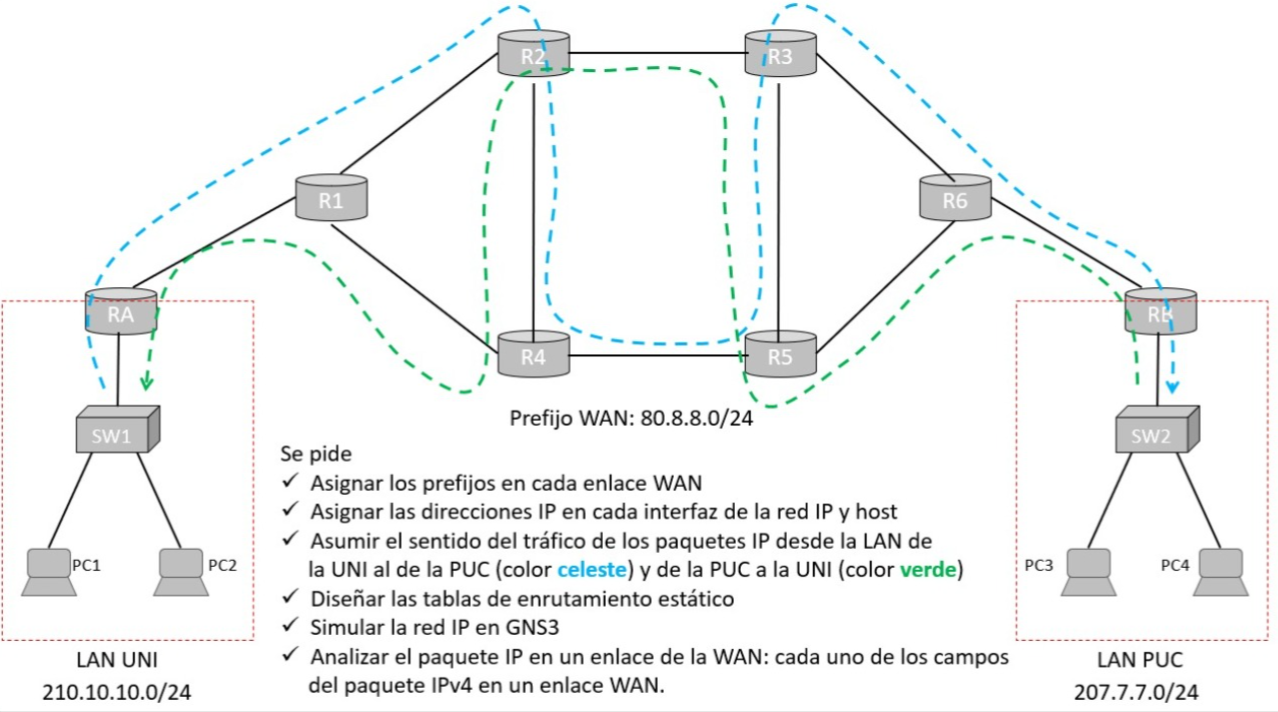 R2
R3
R1
R6
RA
RB
R4
R5
Prefijo WAN: 80.8.8.0/24
SW1
SW2
Se pide
✓ Asignar los prefijos en cada enlace WAN
✓ Asignar las direcciones IP en cada interfaz de la red IP y host
✓ Asumir el sentido del tráfico de los paquetes IP desde la LAN de
la UNI al de la PUC (color celeste) y de la PUC a la UNI (color verde)
✓ Diseñar las tablas de enrutamiento estático
✓ Simular la red IP en GNS3
✓ Analizar el paquete IP en un enlace de la WAN: cada uno de los campos
del paquete IPv4 en un enlace WAN.
PC1
PC2
PC3
PC4
LAN UNI
210.10.10.0/24
LAN PUC
207.7.7.0/24